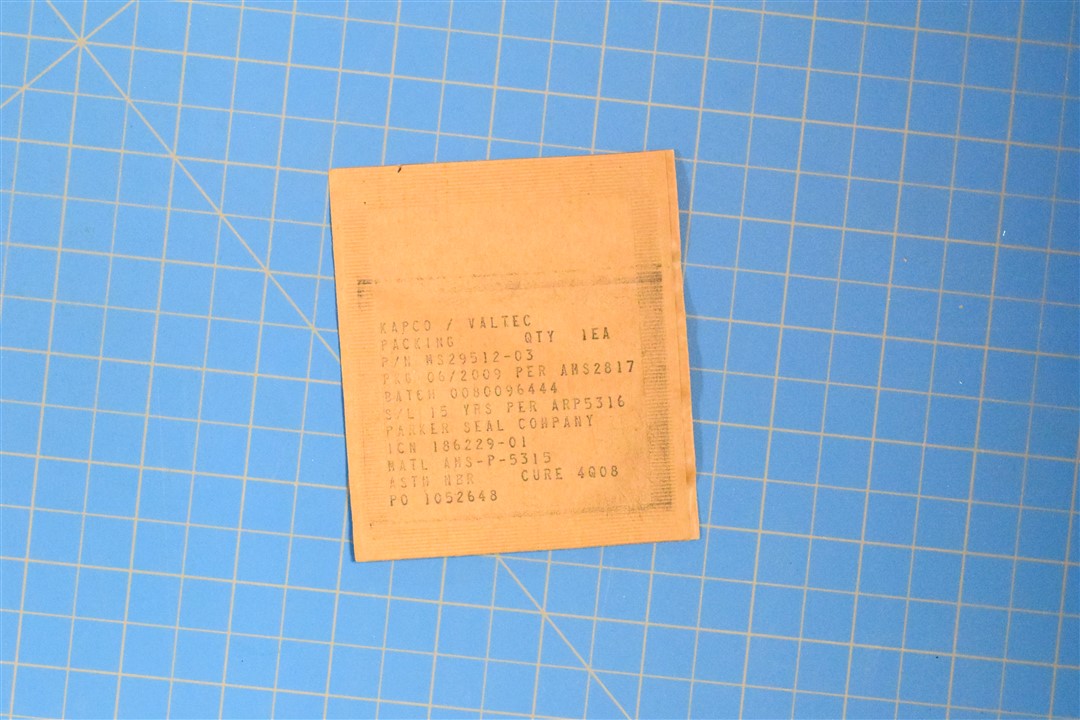 KAPCO / VALTEC
PACKING QTY 1EA
P/N MS29512-03
PKG 06/2009 PER AMS2817
BATCH 0080096444
S/L 15 YRS PER ARP5316
PARKER SEAL COMPANY
ICN 186229-01
MATL AMS-P-5315
ASTM NBR CURE 4Q08
PO 1052648